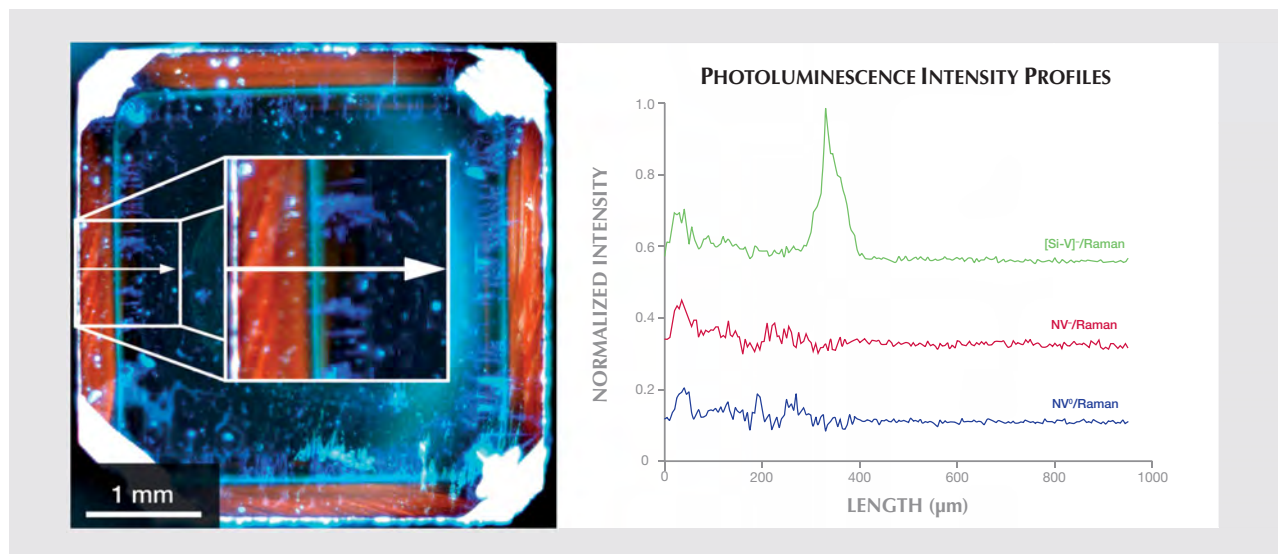 1 mm
PHOTOLUMINESCENCE INTENSITY PROFILES
NORMALIZED INTENSITY
1.0
0.8
0.6
0.4
0.2
0
[Si-V]⁻/Raman
NV⁻/Raman
NV⁰/Raman
0 200 400 600 800 1000
LENGTH (µm)